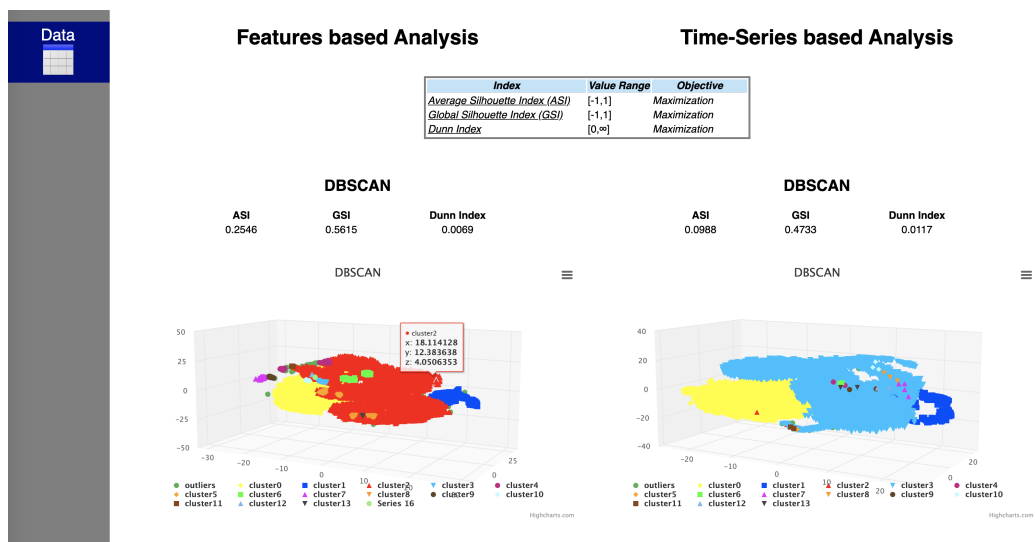 Data
Features based Analysis
Time-Series based Analysis
Index Value Range Objective
Average Silhouette Index (ASI) [-1,1] Maximization
Global Silhouette Index (GSI) [-1,1] Maximization
Dunn Index [0,∞] Maximization
DBSCAN
ASI GSI Dunn Index
0.2546 0.5615 0.0069
DBSCAN
50
25
0
−25
−50
−30
−20
−10
0
10
0
25
cluster2
x: 18.114128
y: 12.383638
z: 4.0506353
outliers cluster0 cluster1 cluster2 cluster3 cluster4
cluster5 cluster6 cluster7 cluster8 cluster9 cluster10
cluster11 cluster12 cluster13 Series 16
Highcharts.com
DBSCAN
ASI GSI Dunn Index
0.0988 0.4733 0.0117
DBSCAN
40
20
0
−20
−40
−20
−10
0
10
20
0
20
outliers cluster0 cluster1 cluster2 cluster3 cluster4
cluster5 cluster6 cluster7 cluster8 cluster9 cluster10
cluster11 cluster12 cluster13
Highcharts.com